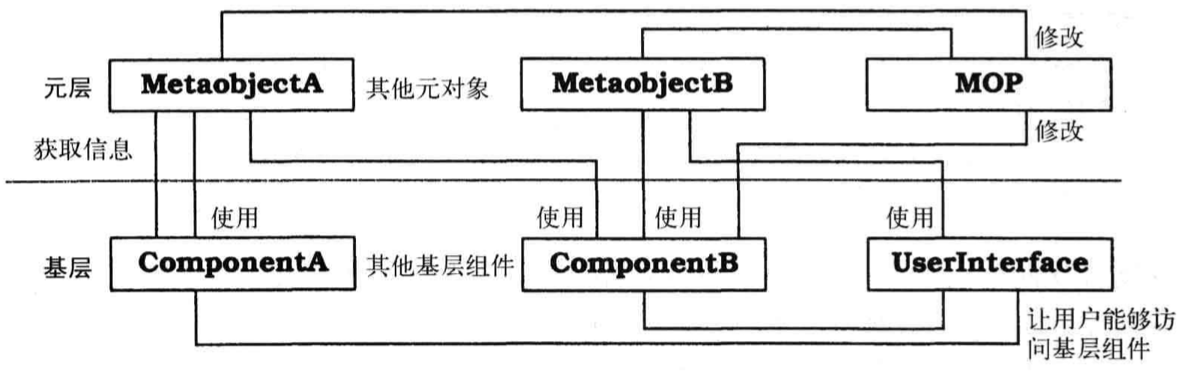 修改
元层
MetaobjectA
其他元对象
MetaobjectB
MOP
获取信息
修改
使用
使用
使用
使用
基层
ComponentA
其他基层组件
ComponentB
UserInterface
让用户能够访
问基层组件